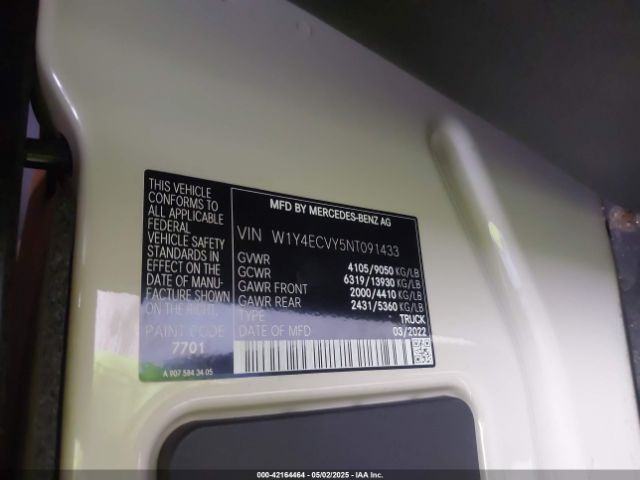 THIS VEHICLE
CONFORMS TO
ALL APPLICABLE
FEDERAL
VEHICLE SAFETY
STANDARDS IN
EFFECT ON THE
DATE OF MANU-
FACTURE SHOWN
ON THE RIGHT.
PAINT CODE
7701
A 907 584 34 05
MFD BY MERCEDES-BENZ AG
VIN W1Y4ECVY5NT091433
GVWR 4105/9050 KG/LB
GCWR 6319/13930 KG/LB
GAWR FRONT 2000/4410 KG/LB
GAWR REAR 2431/5360 KG/LB
TYPE TRUCK
DATE OF MFD 03/2022
000-42164464 - 05/02/2025 - IAA Inc.